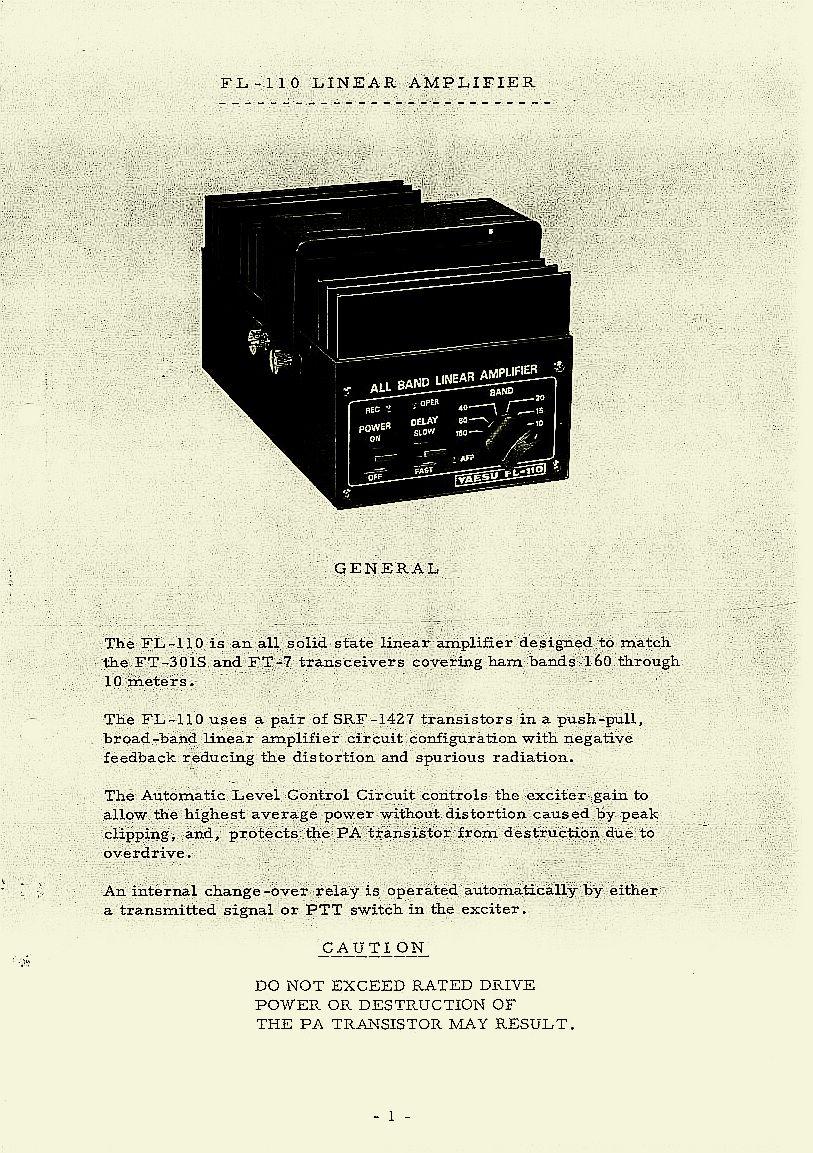 FL-110 LINEAR AMPLIFIER
ALL BAND LINEAR AMPLIFIER
REC OPER BAND
POWER DELAY 40 20
ON SLOW 80 15
160 10
OFF FAST AFP
YAESU FL-110
GENERAL
The FL-110 is an all solid state linear amplifier designed to match
the FT-301S and FT-7 transceivers covering ham bands 160 through
10 meters.
The FL-110 uses a pair of SRF-1427 transistors in a push-pull,
broad-band linear amplifier circuit configuration with negative
feedback reducing the distortion and spurious radiation.
The Automatic Level Control Circuit controls the exciter gain to
allow the highest average power without distortion caused by peak
clipping, and, protects the PA transistor from destruction due to
overdrive.
An internal change-over relay is operated automatically by either
a transmitted signal or PTT switch in the exciter.
CAUTION
DO NOT EXCEED RATED DRIVE
POWER OR DESTRUCTION OF
THE PA TRANSISTOR MAY RESULT.
- 1 -